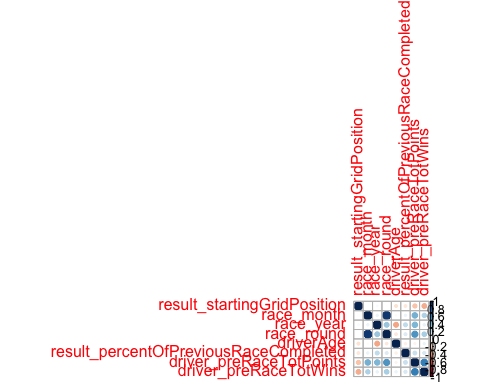 result_startingGridPosition
race_month
race_year
race_round
driverAge
result_percentOfPreviousRaceCompleted
driver_preRaceTotPoints
driver_preRaceTotWins
result_startingGridPosition
race_month
race_year
race_round
driverAge
result_percentOfPreviousRaceCompleted
driver_preRaceTotPoints
driver_preRaceTotWins
1
0.8
0.6
0.4
0.2
0
-0.2
-0.4
-0.6
-0.8
-1